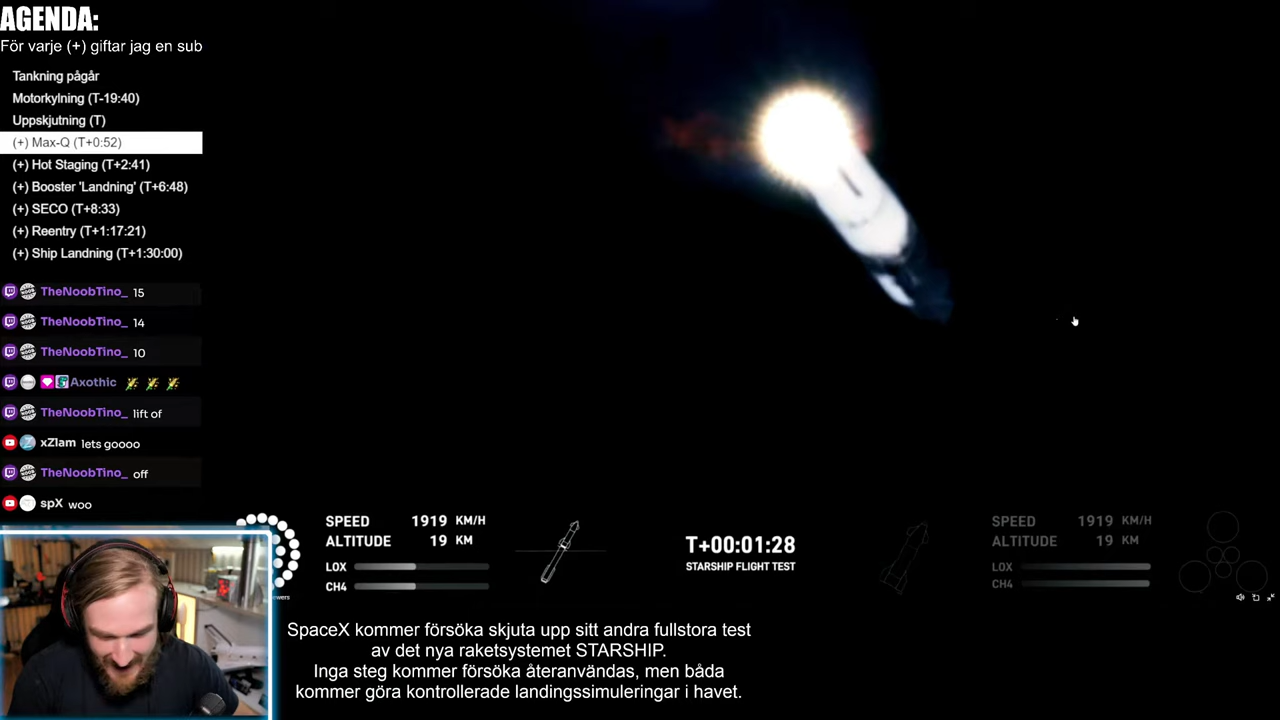 AGENDA:
För varje (+) giftar jag en sub
Tankning pågår
Motorkylning (T-19:40)
Uppskjutning (T)
(+) Max-Q (T+0:52)
(+) Hot Staging (T+2:41)
(+) Booster 'Landning' (T+6:48)
(+) SECO (T+8:33)
(+) Reentry (T+1:17:21)
(+) Ship Landning (T+1:30:00)
TheNoobTino_ 15
TheNoobTino_ 14
TheNoobTino_ 10
Axothic
TheNoobTino_ lift of
xZlam lets goooo
TheNoobTino_ off
spX woo
SPEED 1919 KM/H
ALTITUDE 19 KM
LOX
CH4
T+00:01:28
STARSHIP FLIGHT TEST
SPEED 1919 KM/H
ALTITUDE 19 KM
LOX
CH4
SpaceX kommer försöka skjuta upp sitt andra fullstora test
av det nya raketsystemet STARSHIP.
Inga steg kommer försöka återanvändas, men båda
kommer göra kontrollerade landingssimuleringar i havet.